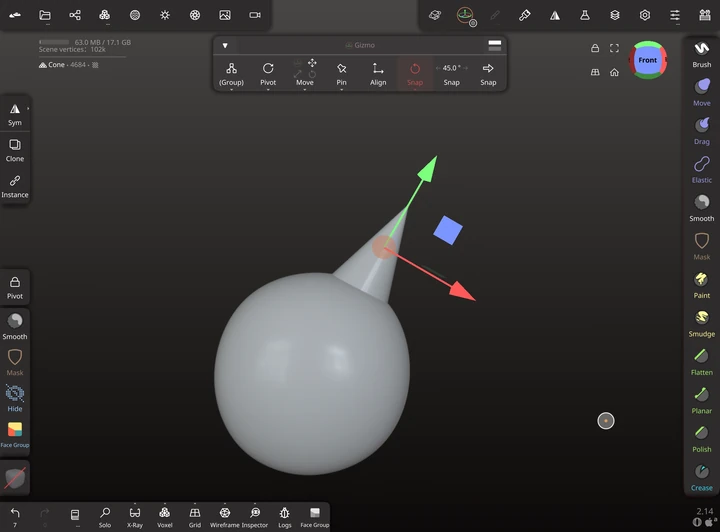 63.0 MB / 17.1 GB
Scene vertices: 102k
Cone - 4684 -
Gizmo
(Group)
Pivot
Move
Pin
Align
Snap
45.0°
Snap
Snap
Front
Sym
Clone
Instance
Pivot
Smooth
Mask
Hide
Face Group
Brush
Move
Drag
Elastic
Smooth
Mask
Paint
Smudge
Flatten
Planar
Polish
Crease
2.14
7
0
...
Solo
X-Ray
Voxel
Grid
Wireframe
Inspector
Logs
Face Group